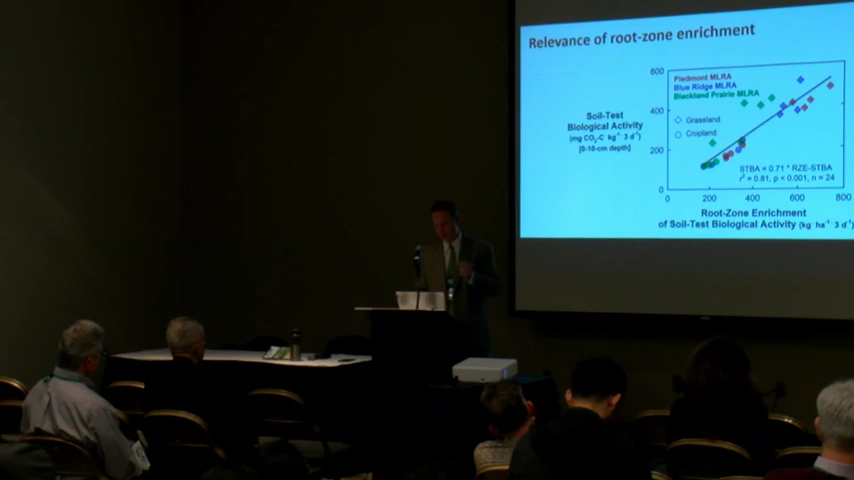 Relevance of root-zone enrichment
600
Piedmont MLRA
Blue Ridge MLRA
Blackland Prairie MLRA
400
Soil-Test
Biological Activity
(mg CO2-C kg-1 3 d-1)
[0-10-cm depth]
Grassland
Cropland
200
STBA = 0.71 * RZE-STBA
r2 = 0.81, p < 0.001, n = 24
0
0 200 400 600 800
Root-Zone Enrichment
of Soil-Test Biological Activity (kg ha-1 3 d-1)